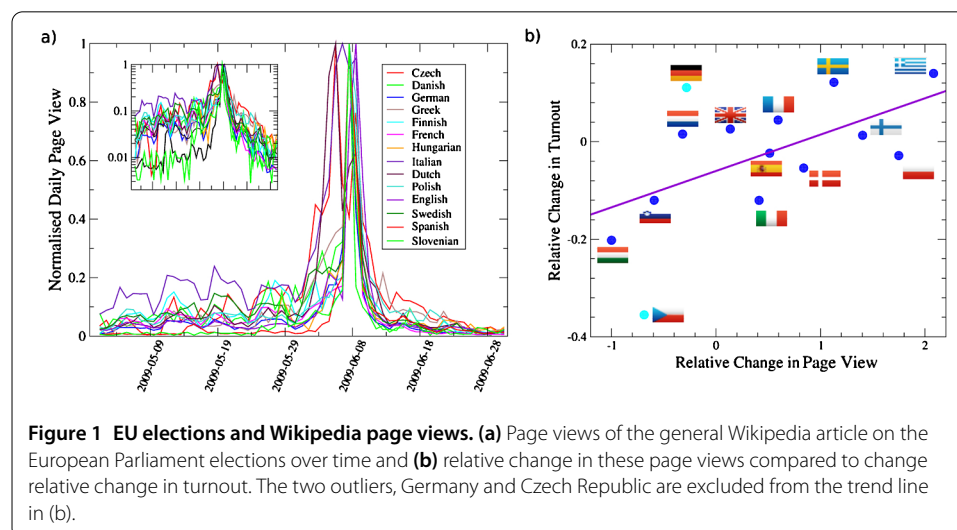 a)
Normalised Daily Page View
1
0.8
0.6
0.4
0.2
0
1
0.1
0.01
Czech
Danish
German
Greek
Finnish
French
Hungarian
Italian
Dutch
Polish
English
Swedish
Spanish
Slovenian
2009-05-09
2009-05-19
2009-05-29
2009-06-08
2009-06-18
2009-06-28
b)
Relative Change in Turnout
0.2
0
-0.2
-0.4
-1
0
1
2
Relative Change in Page View
Figure 1 EU elections and Wikipedia page views. (a) Page views of the general Wikipedia article on the
European Parliament elections over time and (b) relative change in these page views compared to change
relative change in turnout. The two outliers, Germany and Czech Republic are excluded from the trend line
in (b).